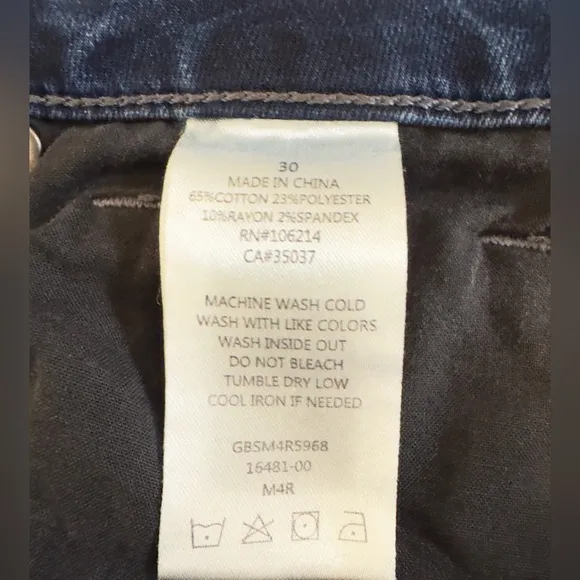 30
MADE IN CHINA
65%COTTON 23%POLYESTER
10%RAYON 2%SPANDEX
RN#106214
CA#35037
MACHINE WASH COLD
WASH WITH LIKE COLORS
WASH INSIDE OUT
DO NOT BLEACH
TUMBLE DRY LOW
COOL IRON IF NEEDED
GBSM4R5968
16481-00
M4R